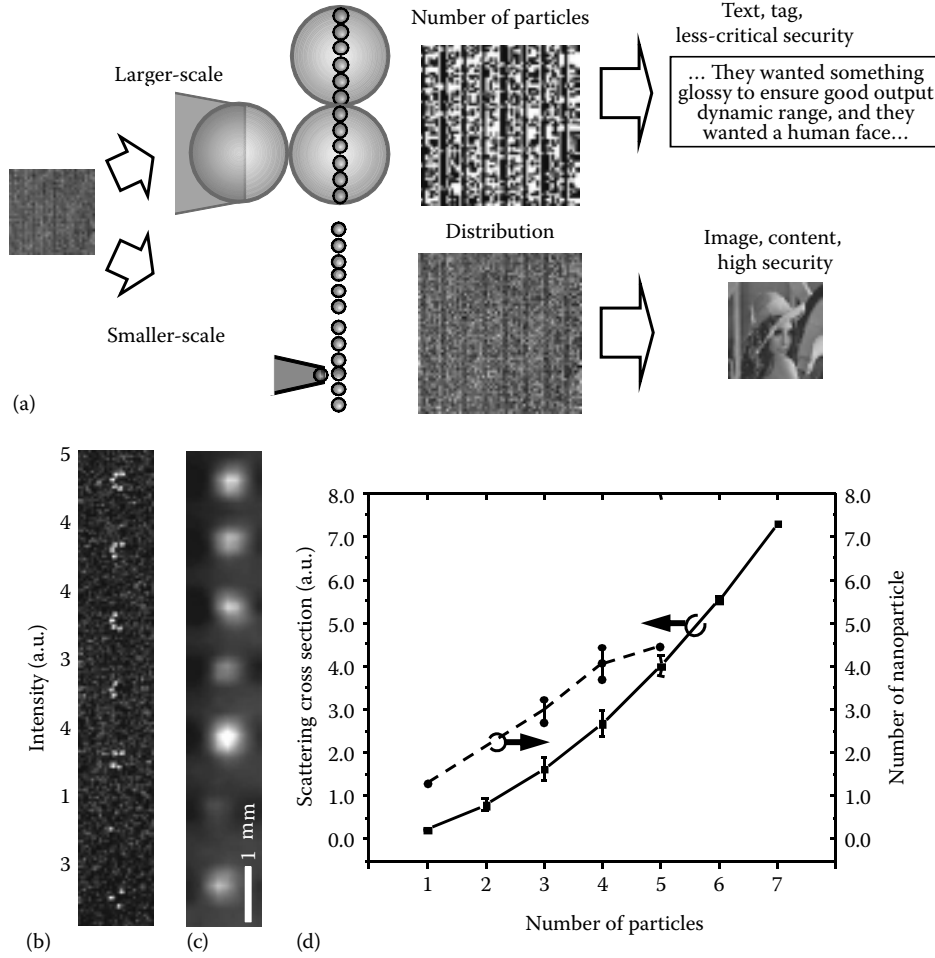 Number of particles
Text, tag,
less-critical security
Larger-scale
... They wanted something
glossy to ensure good output
dynamic range, and they
wanted a human face...
Distribution
Image, content,
high security
Smaller-scale
(a)
5
4
4
3
4
1
3
Intensity (a.u.)
(b)
1 mm
(c)
8.0
7.0
6.0
5.0
4.0
3.0
2.0
1.0
0.0
Scattering cross section (a.u.)
8.0
7.0
6.0
5.0
4.0
3.0
2.0
1.0
0.0
Number of nanoparticle
1 2 3 4 5 6 7
Number of particles
(d)